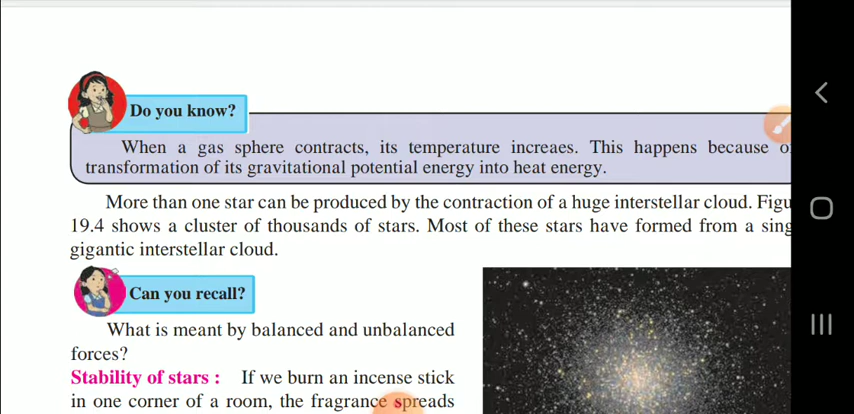 Do you know?
When a gas sphere contracts, its temperature increaes. This happens because
transformation of its gravitational potential energy into heat energy.
More than one star can be produced by the contraction of a huge interstellar cloud.
19.4 shows a cluster of thousands of stars. Most of these stars have formed from a
gigantic interstellar cloud.
Can you recall?
What is meant by balanced and unbalanced
forces?
Stability of stars : If we burn an incense stick
in one corner of a room, the fragrance spreads